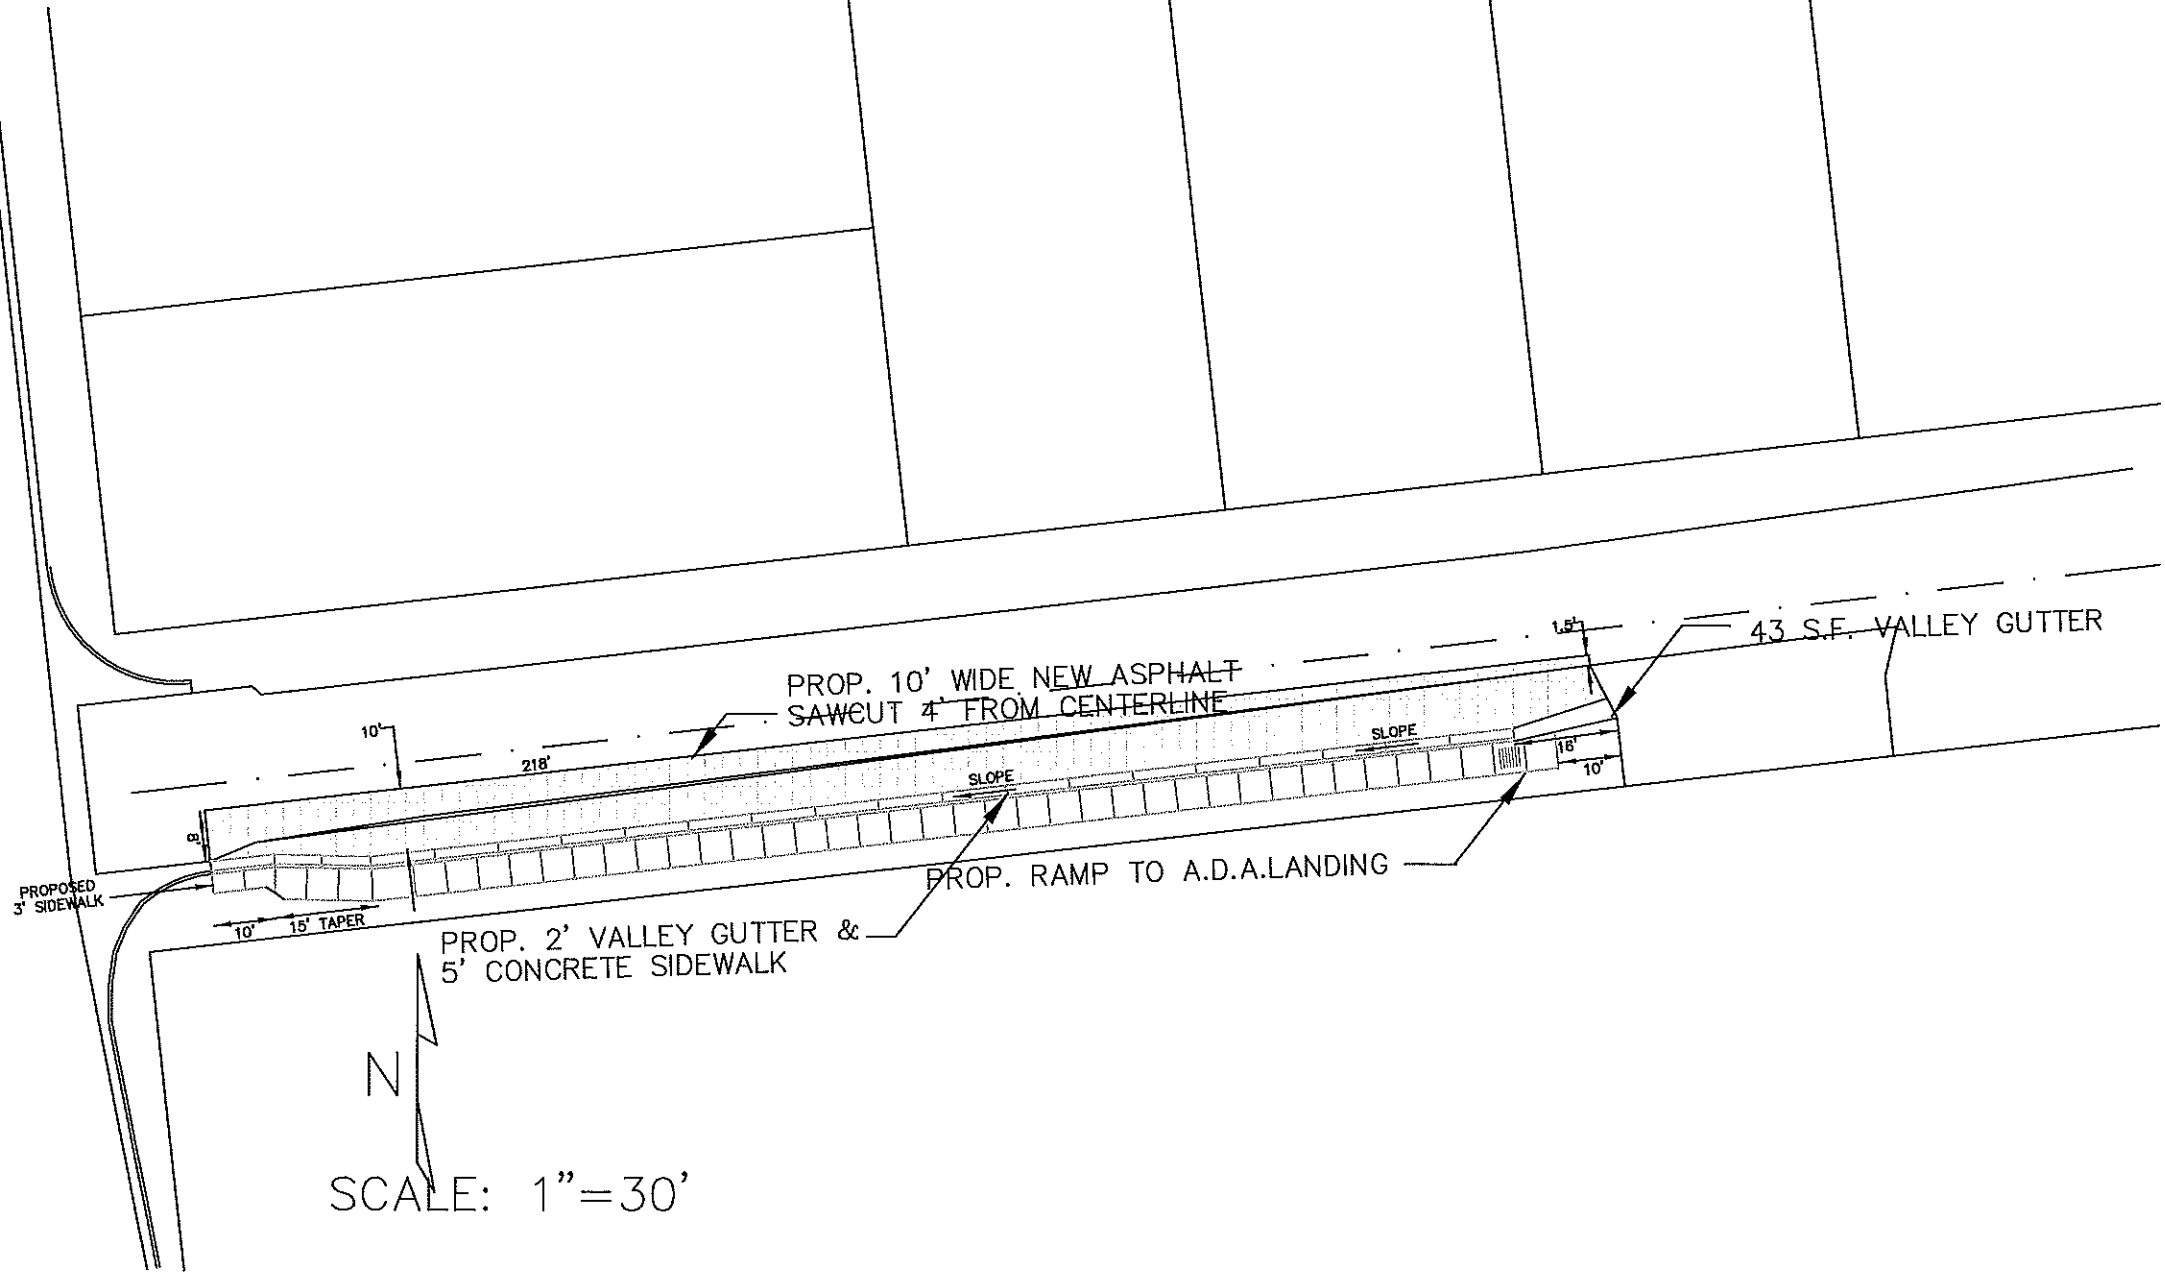 1.5'
43 S.F. VALLEY GUTTER
PROP. 10' WIDE NEW ASPHALT
SAWCUT 4' FROM CENTERLINE
10'
218'
SLOPE
SLOPE
16'
10'
8'
PROPOSED
3' SIDEWALK
10'
15' TAPER
PROP. RAMP TO A.D.A.LANDING
PROP. 2' VALLEY GUTTER &
5' CONCRETE SIDEWALK
N
SCALE: 1"=30'